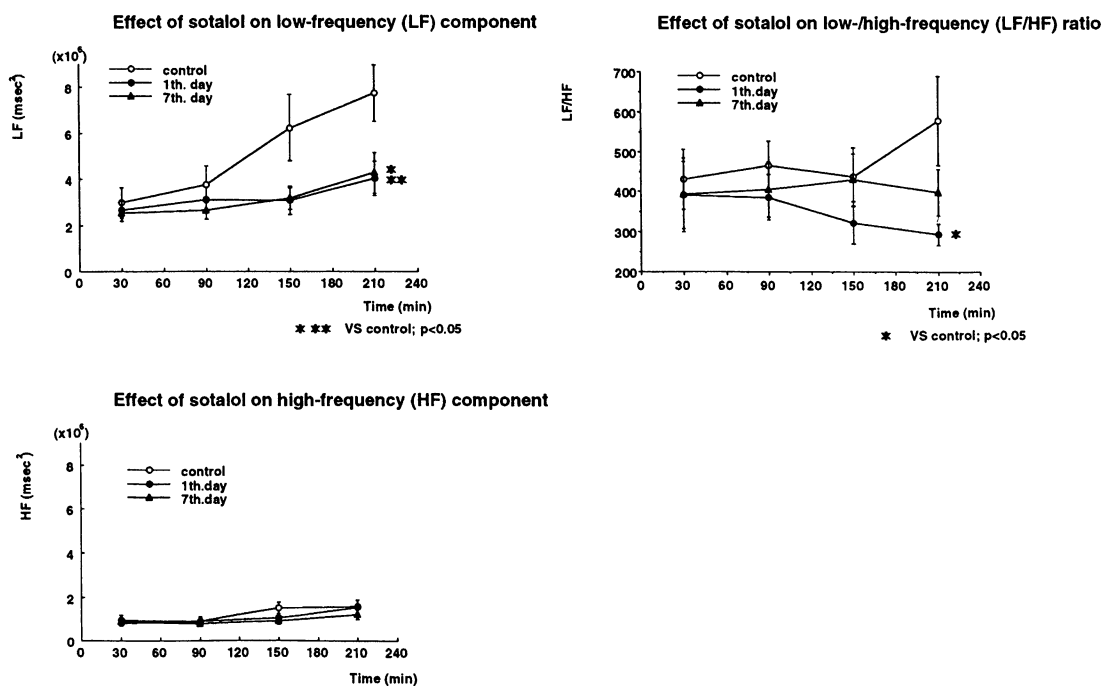 Effect of sotalol on low-frequency (LF) component
(x10⁶)
LF (msec²)
control
1th. day
7th. day
8
6
4
2
0
0 30 60 90 120 150 180 210 240
Time (min)
✱
✱✱
✱ ✱✱ VS control; p<0.05
Effect of sotalol on low-/high-frequency (LF/HF) ratio
LF/HF
control
1th.day
7th.day
700
600
500
400
300
200
0 30 60 90 120 150 180 210 240
Time (min)
✱
✱ VS control; p<0.05
Effect of sotalol on high-frequency (HF) component
(x10⁶)
HF (msec²)
control
1th.day
7th.day
8
6
4
2
0
0 30 60 90 120 150 180 210 240
Time (min)